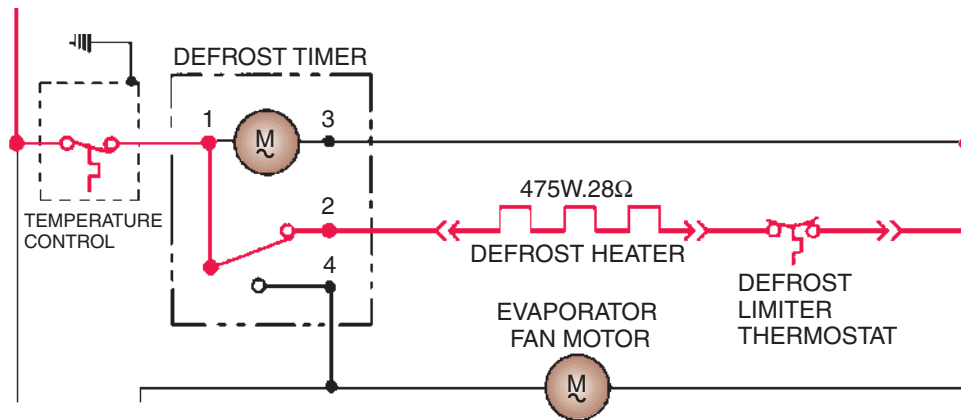 DEFROST TIMER
1
M
~
3
TEMPERATURE
CONTROL
2
475W.28Ω
DEFROST HEATER
4
DEFROST
LIMITER
THERMOSTAT
EVAPORATOR
FAN MOTOR
M
~